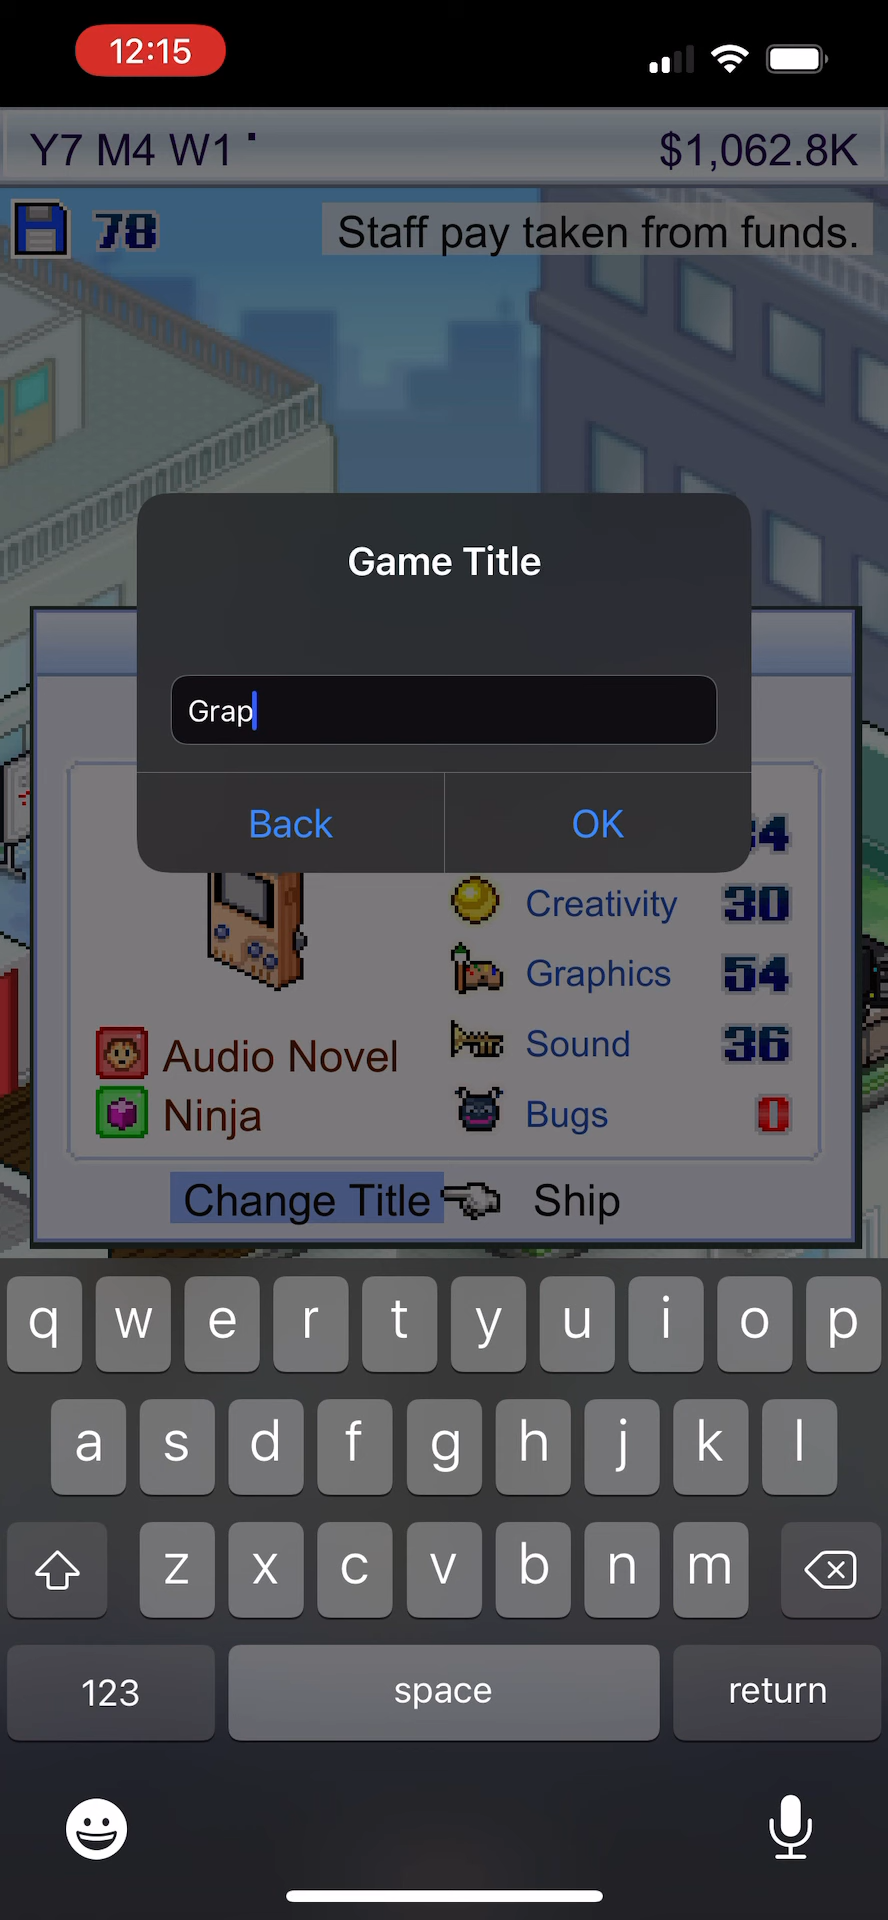 12:15
Y7 M4 W1 $1,062.8K
78 Staff pay taken from funds.
Game Title
Grap
Back OK
4
Creativity 30
Graphics 54
Audio Novel Sound 36
Ninja Bugs 0
Change Title Ship
q w e r t y u i o p
a s d f g h j k l
z x c v b n m
123 space return